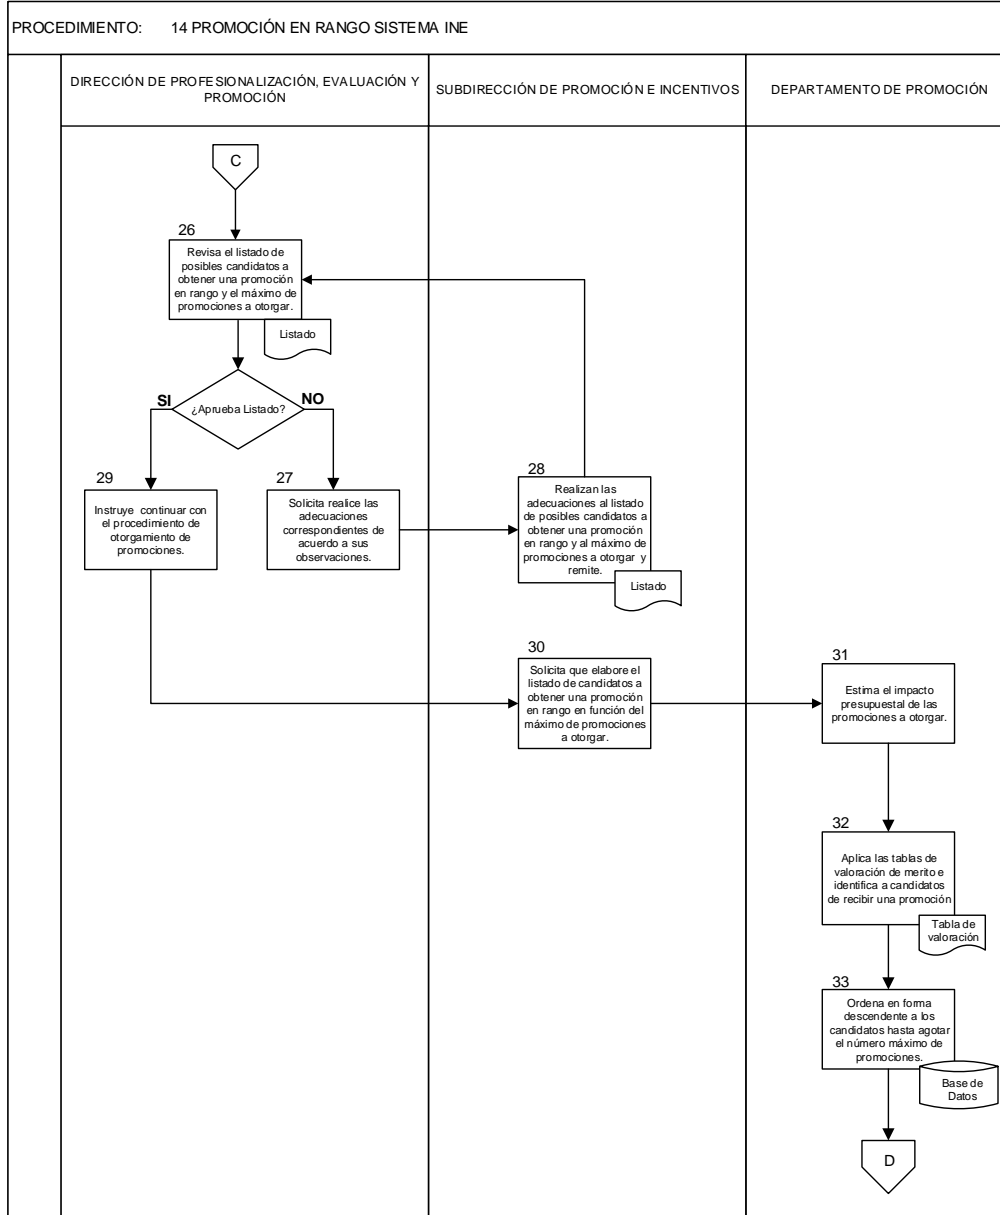 PROCEDIMIENTO: 14 PROMOCIÓN EN RANGO SISTEMA INE
DIRECCIÓN DE PROFESIONALIZACIÓN, EVALUACIÓN Y
PROMOCIÓN
SUBDIRECCIÓN DE PROMOCIÓN E INCENTIVOS
DEPARTAMENTO DE PROMOCIÓN
C
26
Revisa el listado de
posibles candidatos a
obtener una promoción
en rango y el máximo de
promociones a otorgar.
Listado
¿Aprueba Listado?
SI
NO
29
Instruye continuar con
el procedimiento de
otorgamiento de
promociones.
27
Solicita realice las
adecuaciones
correspondientes de
acuerdo a sus
observaciones.
28
Realizan las
adecuaciones al listado
de posibles candidatos a
obtener una promoción
en rango y al máximo de
promociones a otorgar y
remite.
Listado
30
Solicita que elabore el
listado de candidatos a
obtener una promoción
en rango en función del
máximo de promociones
a otorgar.
31
Estima el impacto
presupuestal de las
promociones a otorgar.
32
Aplica las tablas de
valoración de merito e
identifica a candidatos
de recibir una promoción
Tabla de
valoración
33
Ordena en forma
descendente a los
candidatos hasta agotar
el número máximo de
promociones.
Base de
Datos
D